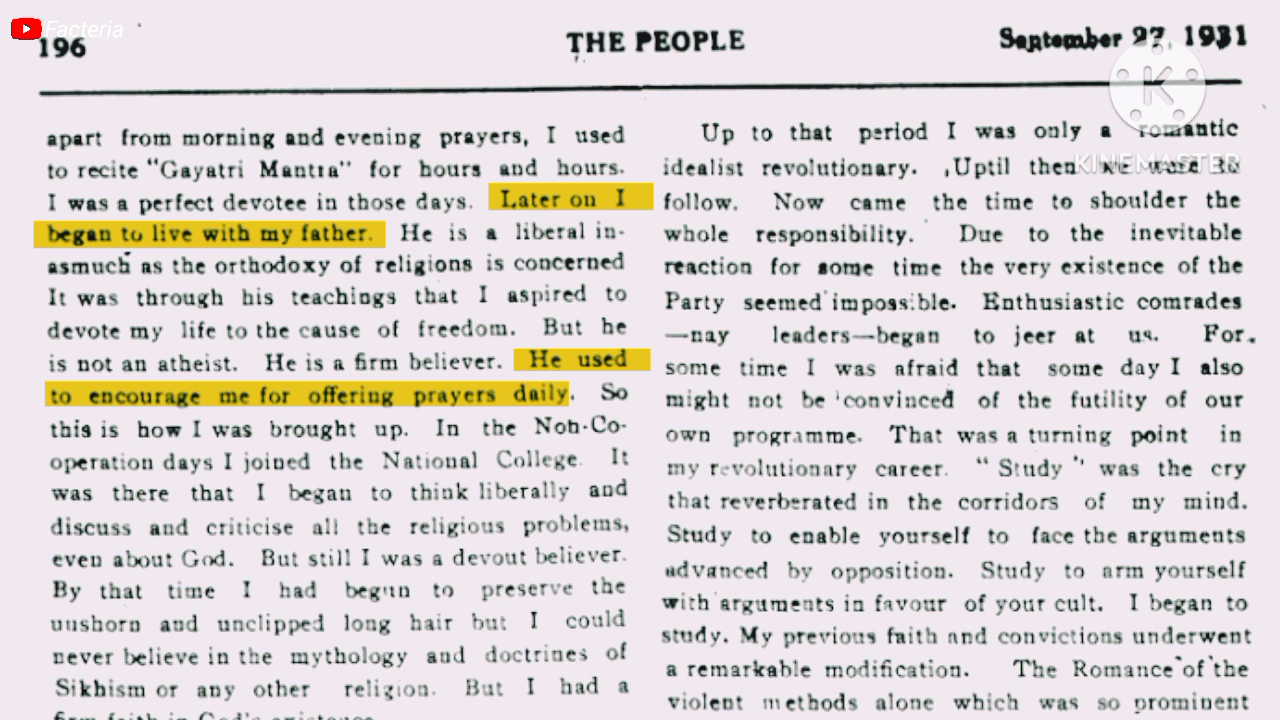 Facteria
196
THE PEOPLE
September 27, 1931
apart from morning and evening prayers, I used
to recite "Gayatri Mantra" for hours and hours.
I was a perfect devotee in those days. Later on I
began to live with my father. He is a liberal in-
asmuch as the orthodoxy of religions is concerned
It was through his teachings that I aspired to
devote my life to the cause of freedom. But he
is not an atheist. He is a firm believer. He used
to encourage me for offering prayers daily. So
this is how I was brought up. In the Non-Co-
operation days I joined the National College. It
was there that I began to think liberally and
discuss and criticise all the religious problems,
even about God. But still I was a devout believer.
By that time I had begun to preserve the
unshorn and unclipped long hair but I could
never believe in the mythology and doctrines of
Sikhism or any other religion. But I had a
firm faith in God's existence.
Up to that period I was only a romantic
idealist revolutionary. Uptil then we were to
follow. Now came the time to shoulder the
whole responsibility. Due to the inevitable
reaction for some time the very existence of the
Party seemed impossible. Enthusiastic comrades
—nay leaders—began to jeer at us. For
some time I was afraid that some day I also
might not be convinced of the futility of our
own programme. That was a turning point in
my revolutionary career. "Study" was the cry
that reverberated in the corridors of my mind.
Study to enable yourself to face the arguments
advanced by opposition. Study to arm yourself
with arguments in favour of your cult. I began to
study. My previous faith and convictions underwent
a remarkable modification. The Romance of the
violent methods alone which was so prominent
K
KINEMASTER